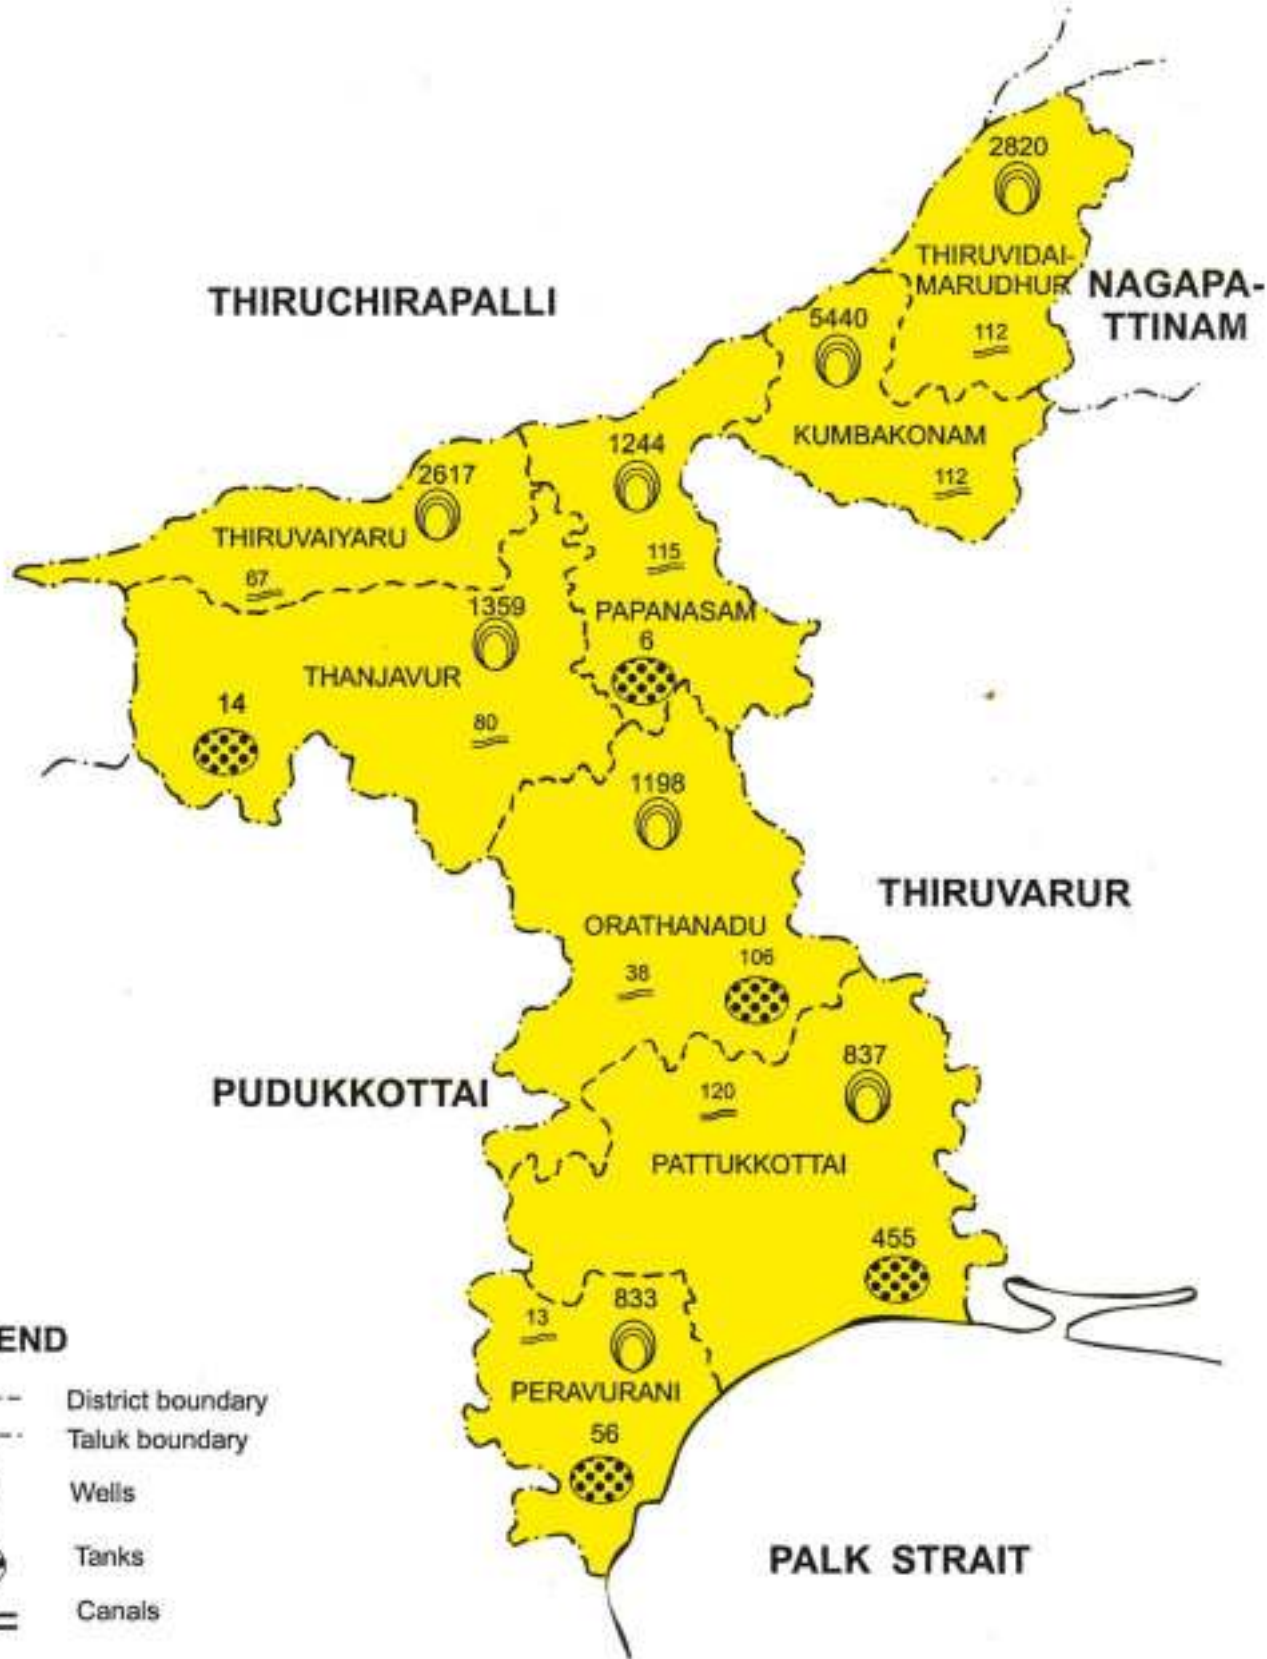 2820
THIRUVIDAI-
MARUDHUR
112
NAGAPA-
TTINAM
THIRUCHIRAPALLI
5440
KUMBAKONAM
112
1244
115
PAPANASAM
6
2617
THIRUVAIYARU
67
1359
THANJAVUR
14
80
1198
ORATHANADU
38
106
THIRUVARUR
PUDUKKOTTAI
837
120
PATTUKKOTTAI
455
13
833
PERAVURANI
56
PALK STRAIT
END
District boundary
Taluk boundary
Wells
Tanks
Canals